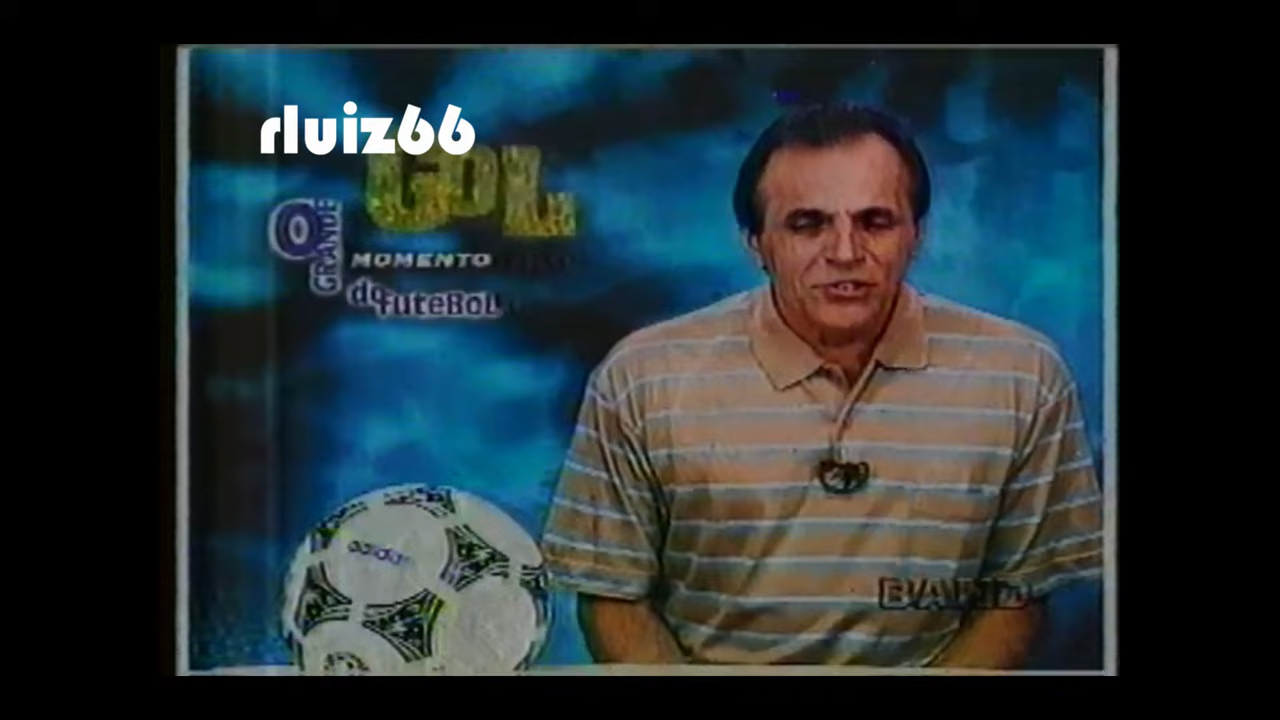 rluiz66
GOL
O GRANDE
MOMENTO
do FuteBoL
adidas
BAND